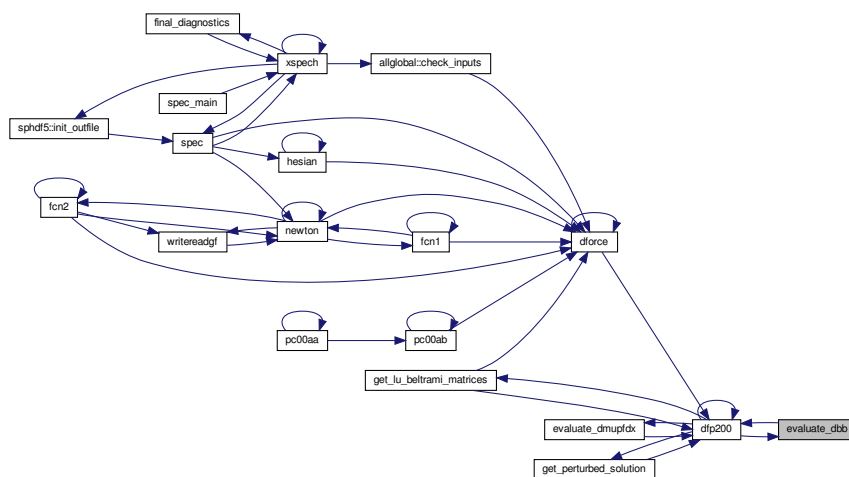 final_diagnostics
xspech
allglobal::check_inputs
spec_main
sphdf5::init_outfile
spec
hesian
fcn2
newton
fcn1
writereadgf
dforce
pc00aa
pc00ab
get_lu_beltrami_matrices
evaluate_dmupfdx
dfp200
evaluate_dbb
get_perturbed_solution